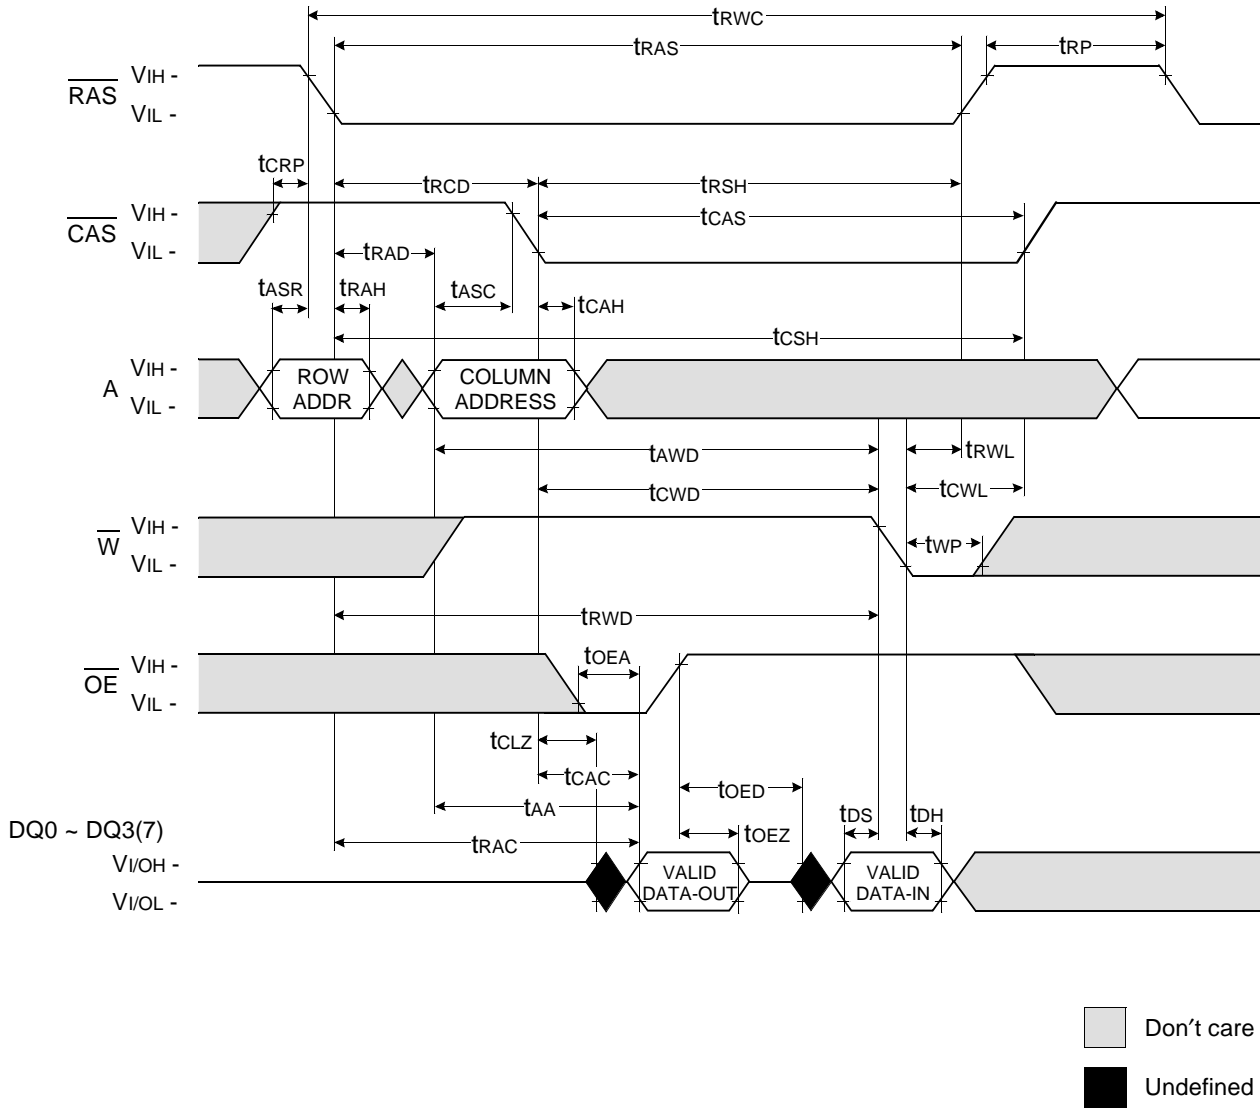 tRWC
tRAS
tRP
RAS
VIH -
VIL -
tCRP
tRCD
tRSH
CAS
VIH -
VIL -
tCAS
tRAD
tASR
tRAH
tASC
tCAH
tCSH
A
VIH -
VIL -
ROW
ADDR
COLUMN
ADDRESS
tAWD
tRWL
tCWD
tCWL
W
VIH -
VIL -
tWP
tRWD
OE
VIH -
VIL -
tOEA
tCLZ
tCAC
tOED
tAA
tDS
tDH
tOEZ
tRAC
DQ0 ~ DQ3(7)
VI/OH -
VI/OL -
VALID
DATA-OUT
VALID
DATA-IN
Don′t care
Undefined